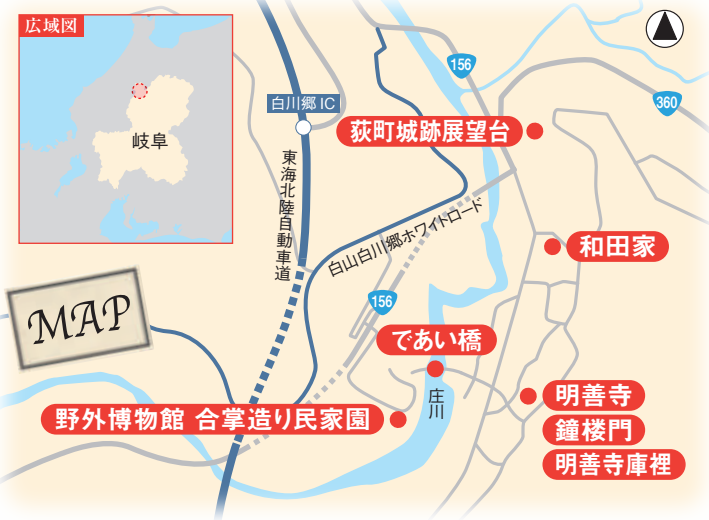 広域図
岐阜
156
360
白川郷 IC
荻町城跡展望台
東海北陸自動車道
白山白川郷ホワイトロード
和田家
MAP
156
であい橋
庄川
明善寺
野外博物館 合掌造り民家園
鐘楼門
明善寺庫裡